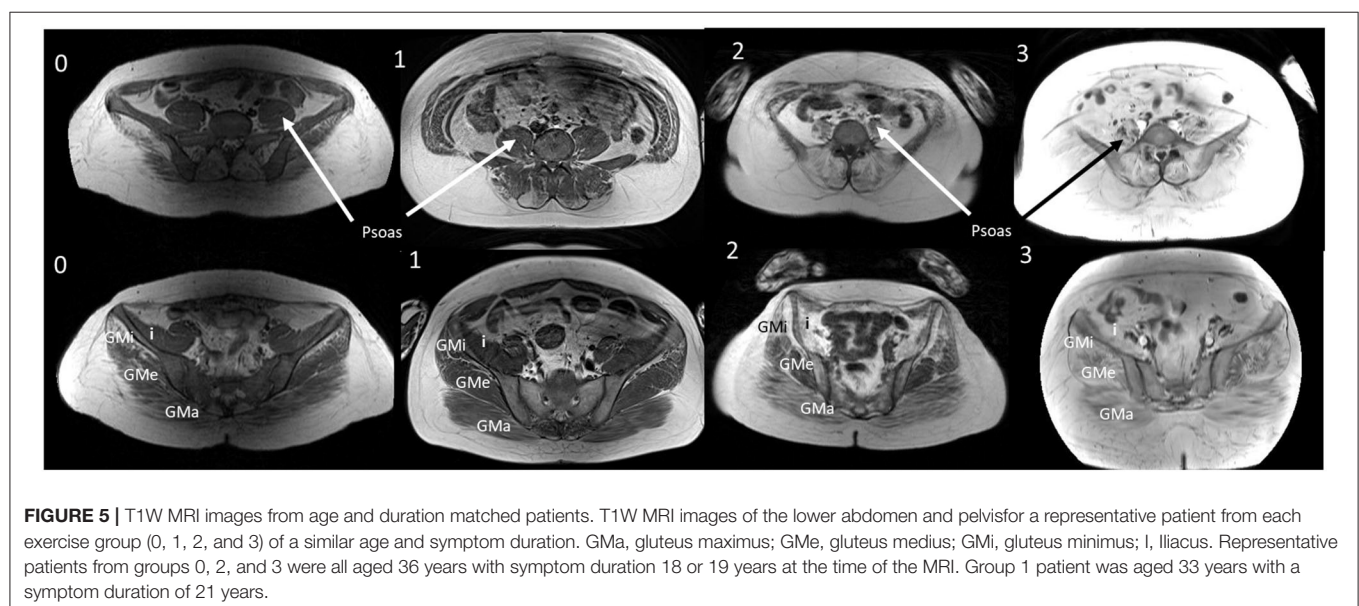 0 1 2 3
Psoas Psoas
0 1 2 3
GMi i GMi i GMi i GMi i
GMe GMe GMe GMe
GMa GMa GMa GMa
FIGURE 5 | T1W MRI images from age and duration matched patients. T1W MRI images of the lower abdomen and pelvisfor a representative patient from each
exercise group (0, 1, 2, and 3) of a similar age and symptom duration. GMa, gluteus maximus; GMe, gluteus medius; GMi, gluteus minimus; I, Iliacus. Representative
patients from groups 0, 2, and 3 were all aged 36 years with symptom duration 18 or 19 years at the time of the MRI. Group 1 patient was aged 33 years with a
symptom duration of 21 years.